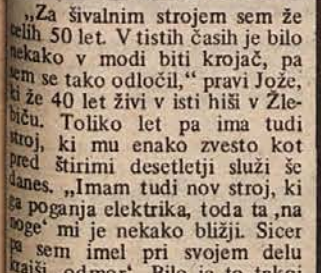 „Za šivalnim strojem sem že
celih 50 let. V tistih časih je bilo
nekako v modi biti krojač, pa
sem se tako odločil,“ pravi Jože,
ki že 40 let živi v isti hiši v Žle-
biču. Toliko let pa ima tudi
stroj, ki mu enako zvesto kot
pred štirimi desetletji služi še
danes. „Imam tudi nov stroj, ki
ga poganja elektrika, toda ta ‚na
noge‘ mi je nekako bližji. Sicer
pa sem imel pri svojem delu
krajši ‚odmor‘. Bilo je to